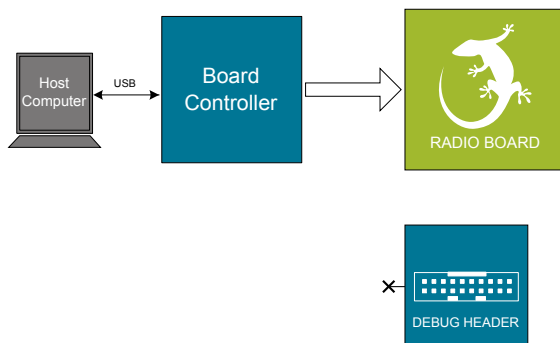 Host
Computer
USB
Board
Controller
RADIO BOARD
DEBUG HEADER